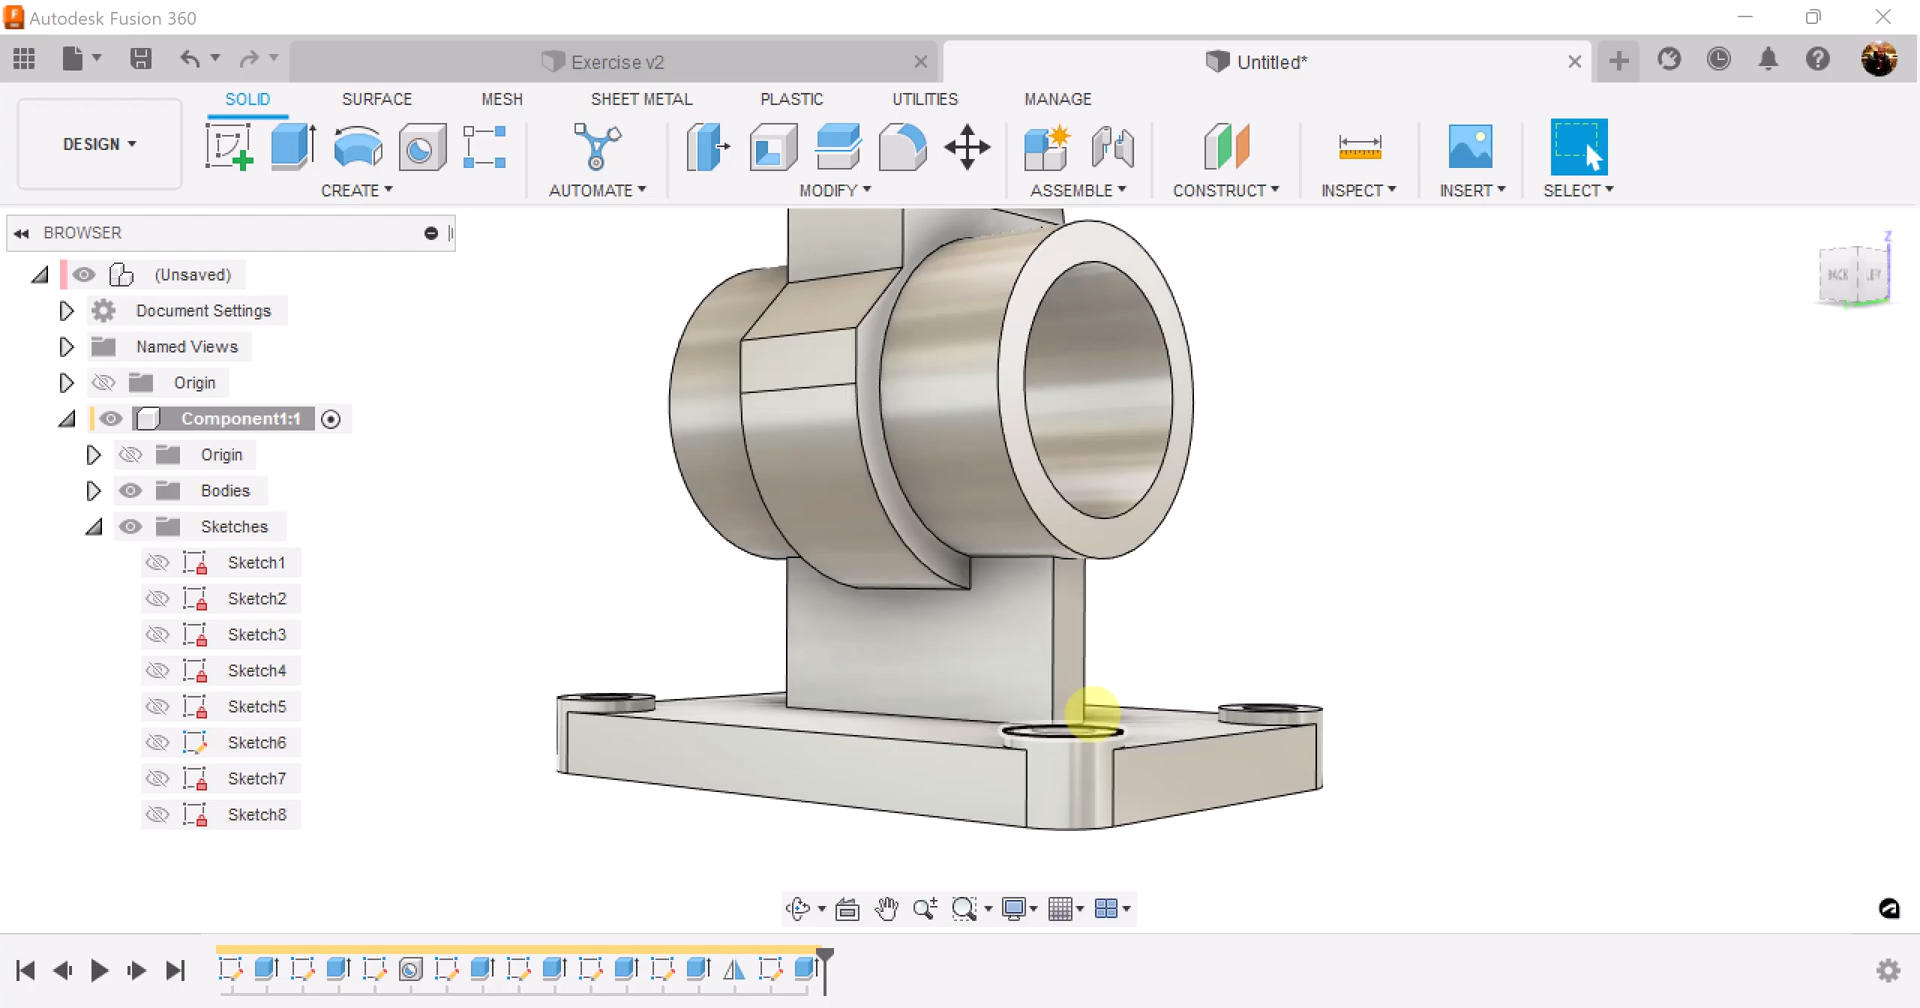 Autodesk Fusion 360
Exercise v2
Untitled*
DESIGN
SOLID
SURFACE
MESH
SHEET METAL
PLASTIC
UTILITIES
MANAGE
CREATE
AUTOMATE
MODIFY
ASSEMBLE
CONSTRUCT
INSPECT
INSERT
SELECT
BROWSER
(Unsaved)
Document Settings
Named Views
Origin
Component1:1
Origin
Bodies
Sketches
Sketch1
Sketch2
Sketch3
Sketch4
Sketch5
Sketch6
Sketch7
Sketch8
Z
BACK
LEFT